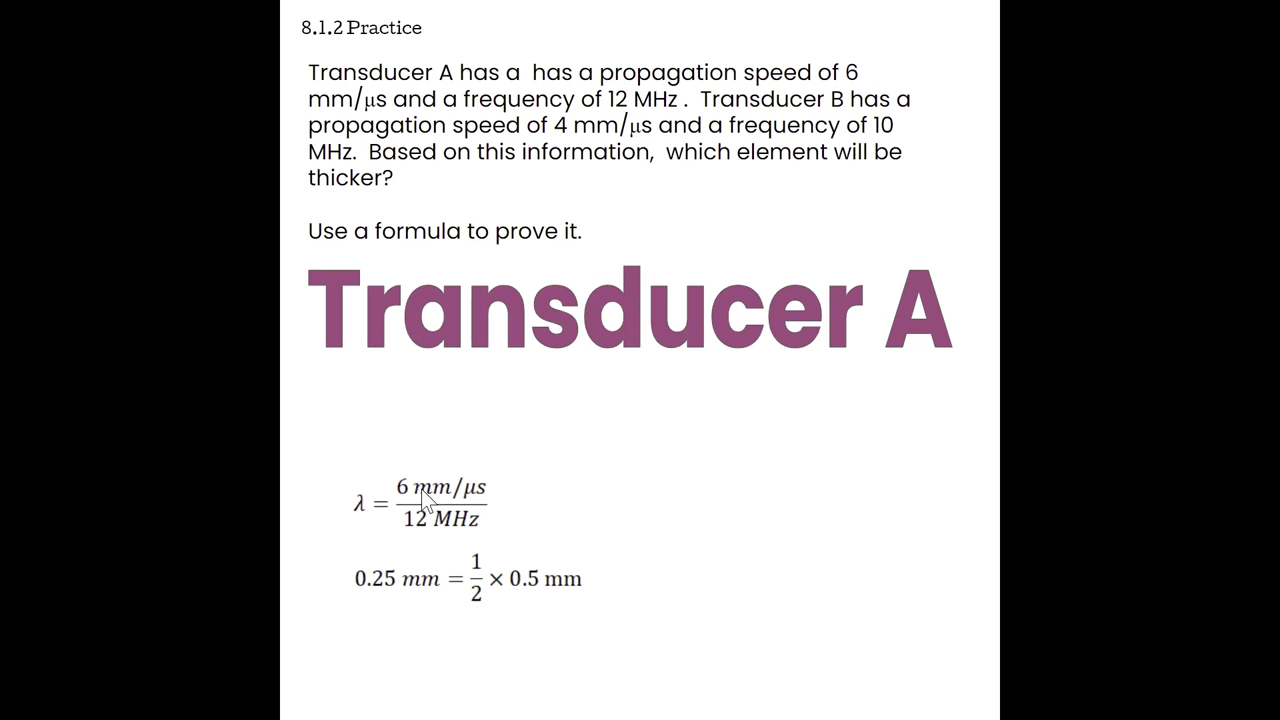 8.1.2 Practice
Transducer A has a  has a propagation speed of 6
mm/μs and a frequency of 12 MHz .  Transducer B has a
propagation speed of 4 mm/μs and a frequency of 10
MHz.  Based on this information,  which element will be
thicker?
Use a formula to prove it.
Transducer A
λ = 6 mm/μs / 12 MHz
0.25 mm = 1/2 × 0.5 mm